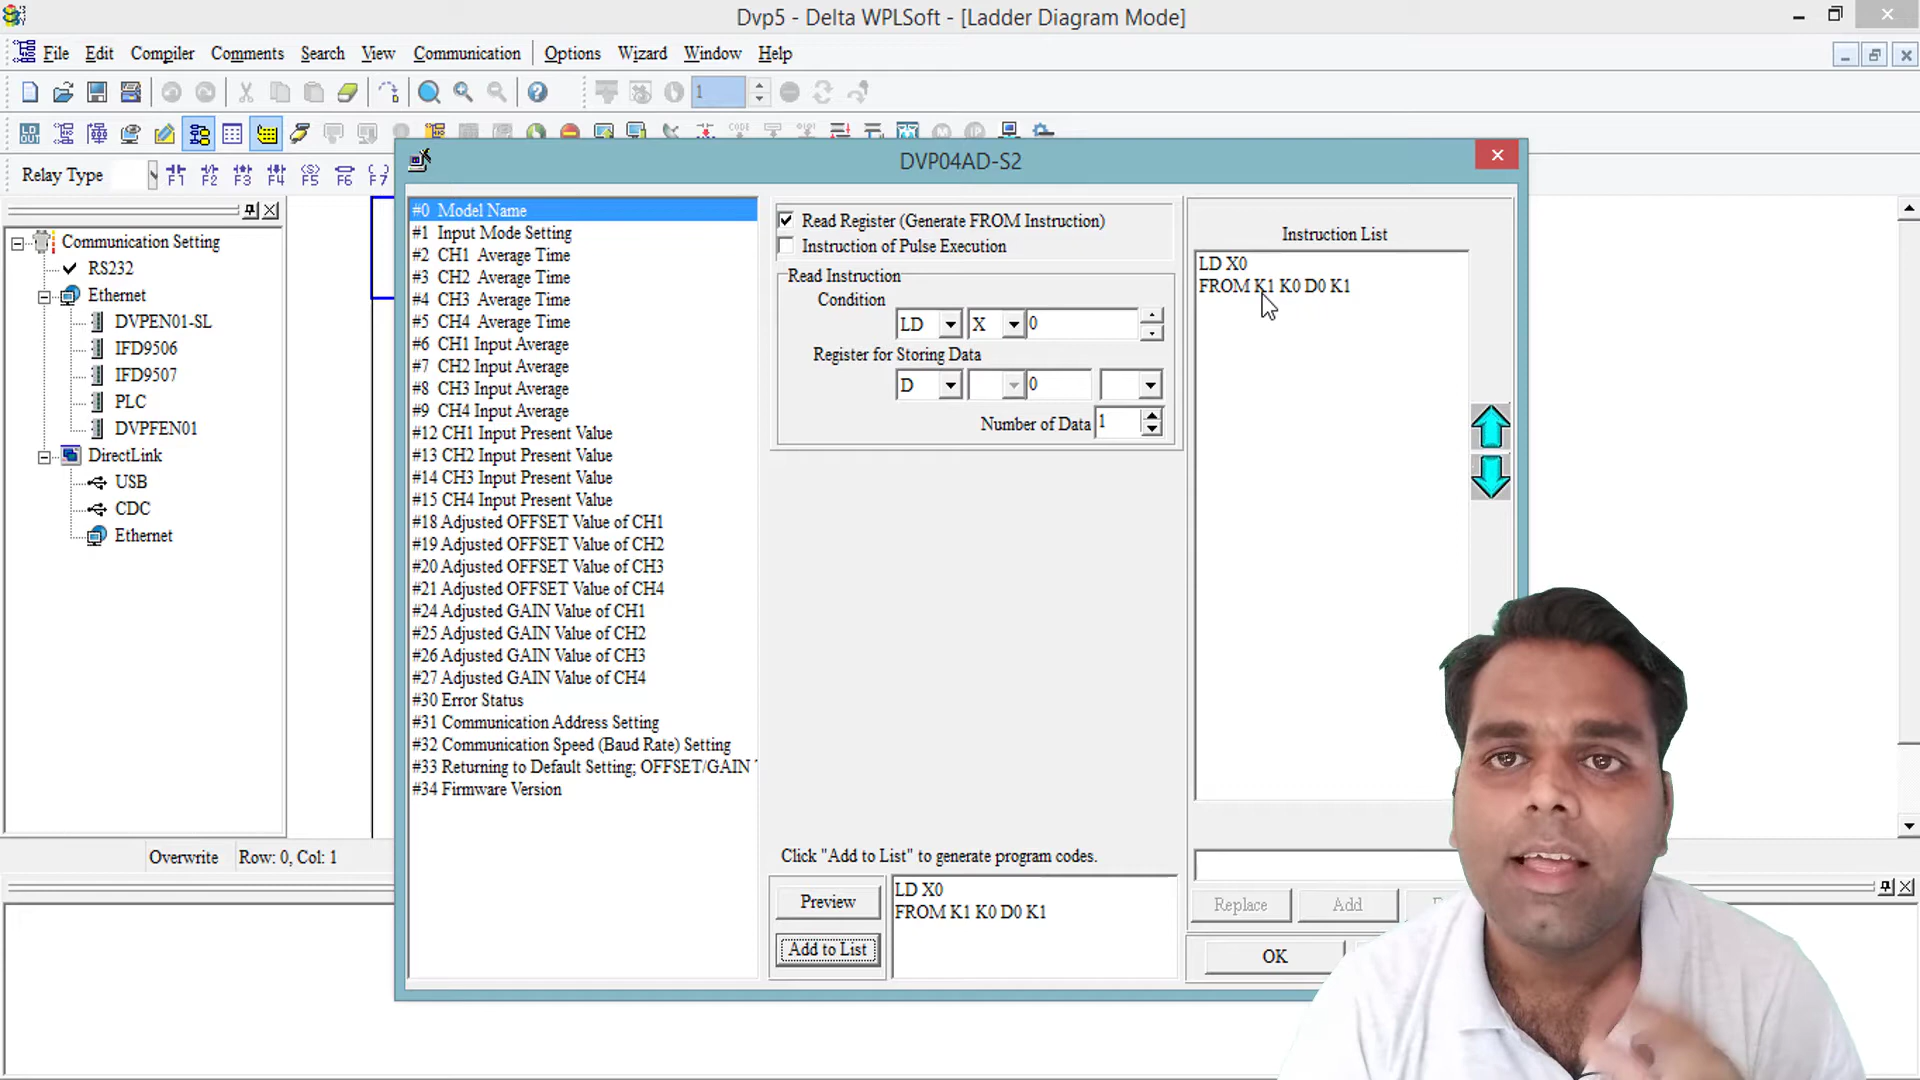 Dvp5 - Delta WPLSoft - [Ladder Diagram Mode]
File Edit Compiler Comments Search View Communication Options Wizard Window Help
1
Relay Type F1 F2 F3 F4 F5 F6 F7
Communication Setting
RS232
Ethernet
DVPEN01-SL
IFD9506
IFD9507
PLC
DVPFEN01
DirectLink
USB
CDC
Ethernet
Overwrite Row: 0, Col: 1
DVP04AD-S2
#0 Model Name
#1 Input Mode Setting
#2 CH1 Average Time
#3 CH2 Average Time
#4 CH3 Average Time
#5 CH4 Average Time
#6 CH1 Input Average
#7 CH2 Input Average
#8 CH3 Input Average
#9 CH4 Input Average
#12 CH1 Input Present Value
#13 CH2 Input Present Value
#14 CH3 Input Present Value
#15 CH4 Input Present Value
#18 Adjusted OFFSET Value of CH1
#19 Adjusted OFFSET Value of CH2
#20 Adjusted OFFSET Value of CH3
#21 Adjusted OFFSET Value of CH4
#24 Adjusted GAIN Value of CH1
#25 Adjusted GAIN Value of CH2
#26 Adjusted GAIN Value of CH3
#27 Adjusted GAIN Value of CH4
#30 Error Status
#31 Communication Address Setting
#32 Communication Speed (Baud Rate) Setting
#33 Returning to Default Setting; OFFSET/GAIN
#34 Firmware Version
Read Register (Generate FROM Instruction)
Instruction of Pulse Execution
Read Instruction
Condition
LD X 0
Register for Storing Data
D 0
Number of Data 1
Click "Add to List" to generate program codes.
Preview
Add to List
LD X0
FROM K1 K0 D0 K1
Instruction List
LD X0
FROM K1 K0 D0 K1
Replace Add
OK